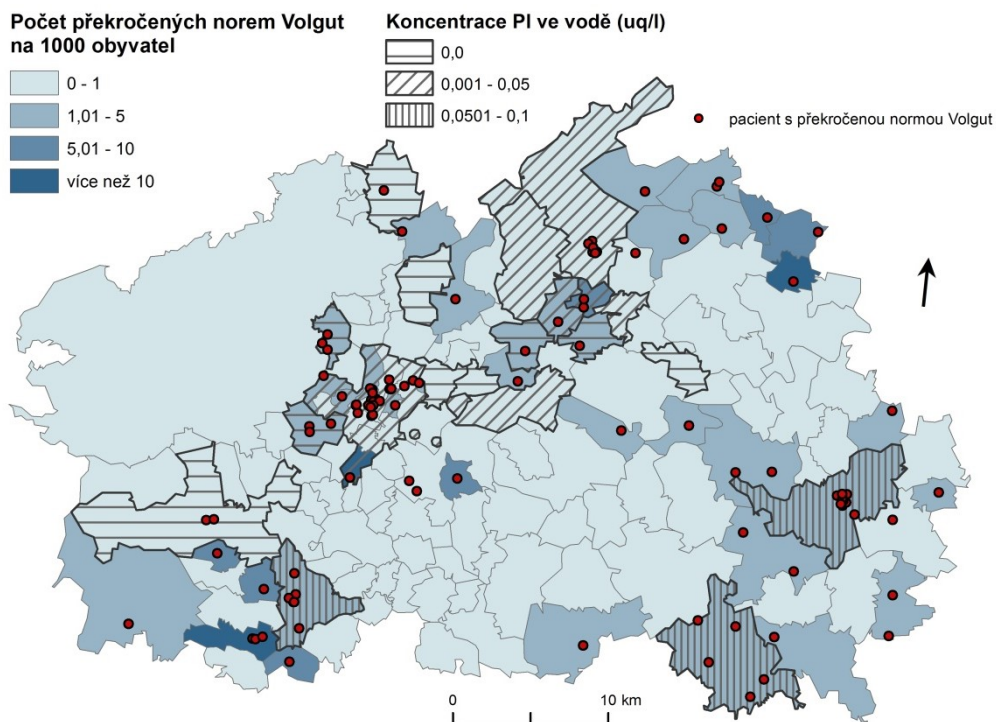 Počet překročených norem Volgut
na 1000 obyvatel
0 - 1
1,01 - 5
5,01 - 10
více než 10
Koncentrace Pl ve vodě (uq/l)
0,0
0,001 - 0,05
0,0501 - 0,1
pacient s překročenou normou Volgut
0 10 km